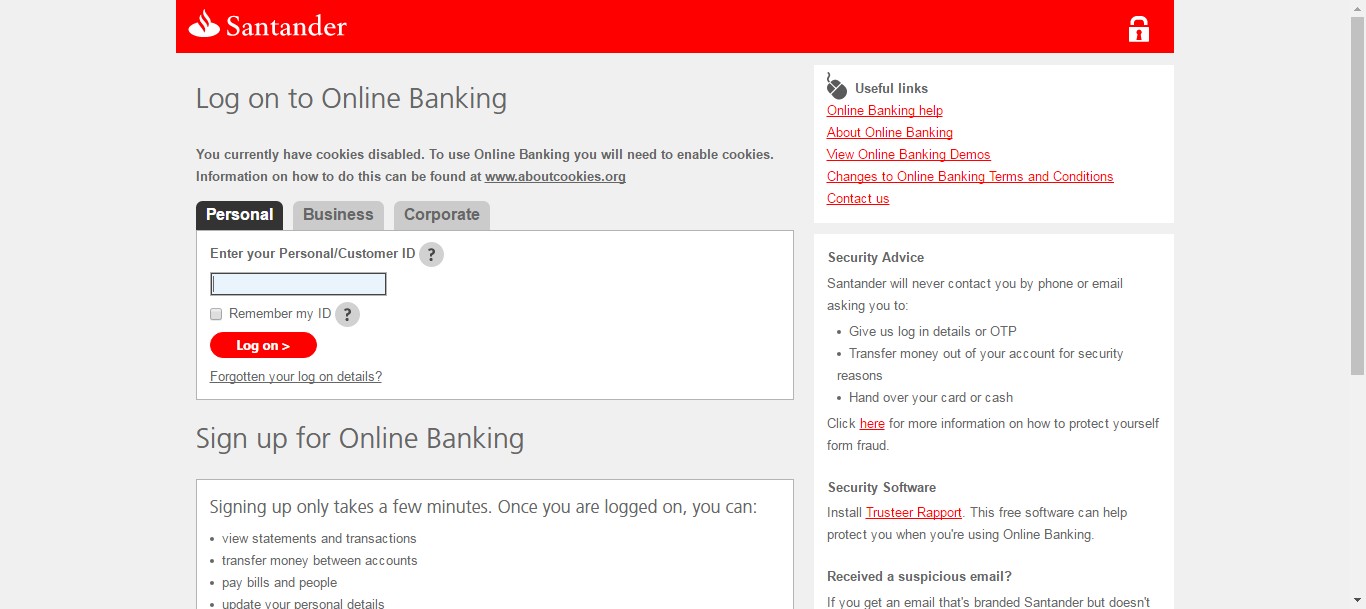 Santander
Log on to Online Banking
You currently have cookies disabled. To use Online Banking you will need to enable cookies.
Information on how to do this can be found at www.aboutcookies.org
Personal
Business
Corporate
Enter your Personal/Customer ID ?
Remember my ID ?
Log on >
Forgotten your log on details?
Sign up for Online Banking
Signing up only takes a few minutes. Once you are logged on, you can:
• view statements and transactions
• transfer money between accounts
• pay bills and people
• update your personal details
Useful links
Online Banking help
About Online Banking
View Online Banking Demos
Changes to Online Banking Terms and Conditions
Contact us
Security Advice
Santander will never contact you by phone or email
asking you to:
• Give us log in details or OTP
• Transfer money out of your account for security
reasons
• Hand over your card or cash
Click here for more information on how to protect yourself
form fraud.
Security Software
Install Trusteer Rapport. This free software can help
protect you when you're using Online Banking.
Received a suspicious email?
If you get an email that's branded Santander but doesn't